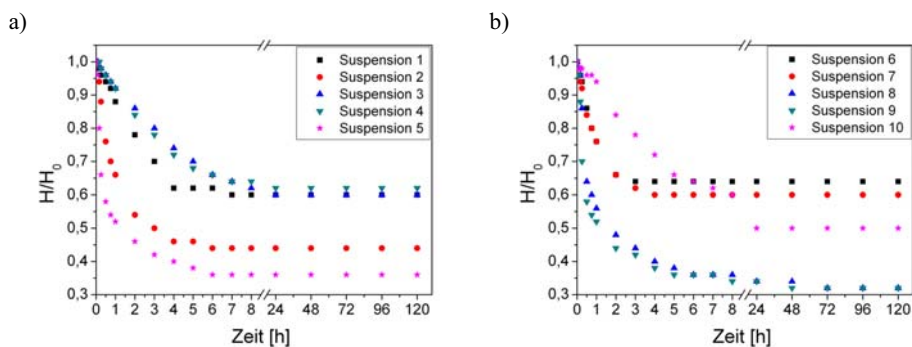 a)
H/H0
1,0
0,9
0,8
0,7
0,6
0,5
0,4
0,3
Suspension 1
Suspension 2
Suspension 3
Suspension 4
Suspension 5
0 1 2 3 4 5 6 7 8 24 48 72 96 120
Zeit [h]
b)
H/H0
1,0
0,9
0,8
0,7
0,6
0,5
0,4
0,3
Suspension 6
Suspension 7
Suspension 8
Suspension 9
Suspension 10
0 1 2 3 4 5 6 7 8 24 48 72 96 120
Zeit [h]